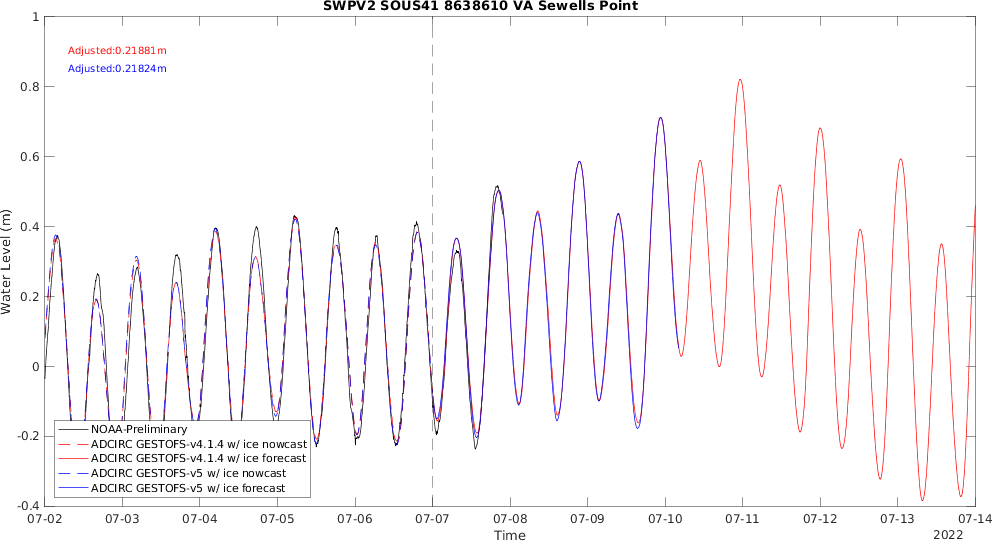 SWPV2 SOUS41 8638610 VA Sewells Point
Adjusted:0.21881m
Adjusted:0.21824m
1
0.8
0.6
0.4
0.2
0
-0.2
-0.4
Water Level (m)
NOAA-Preliminary
ADCIRC GESTOFS-v4.1.4 w/ ice nowcast
ADCIRC GESTOFS-v4.1.4 w/ ice forecast
ADCIRC GESTOFS-v5 w/ ice nowcast
ADCIRC GESTOFS-v5 w/ ice forecast
07-02 07-03 07-04 07-05 07-06 07-07 07-08 07-09 07-10 07-11 07-12 07-13 07-14
Time
2022